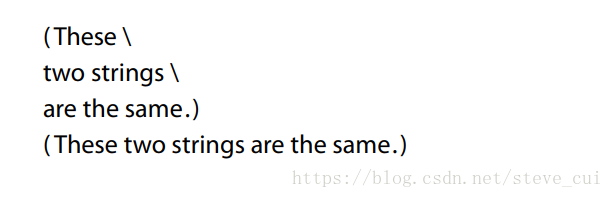 (These \
two strings \
are the same.)
(These two strings are the same.)
https://blog.csdn.net/steve_cui